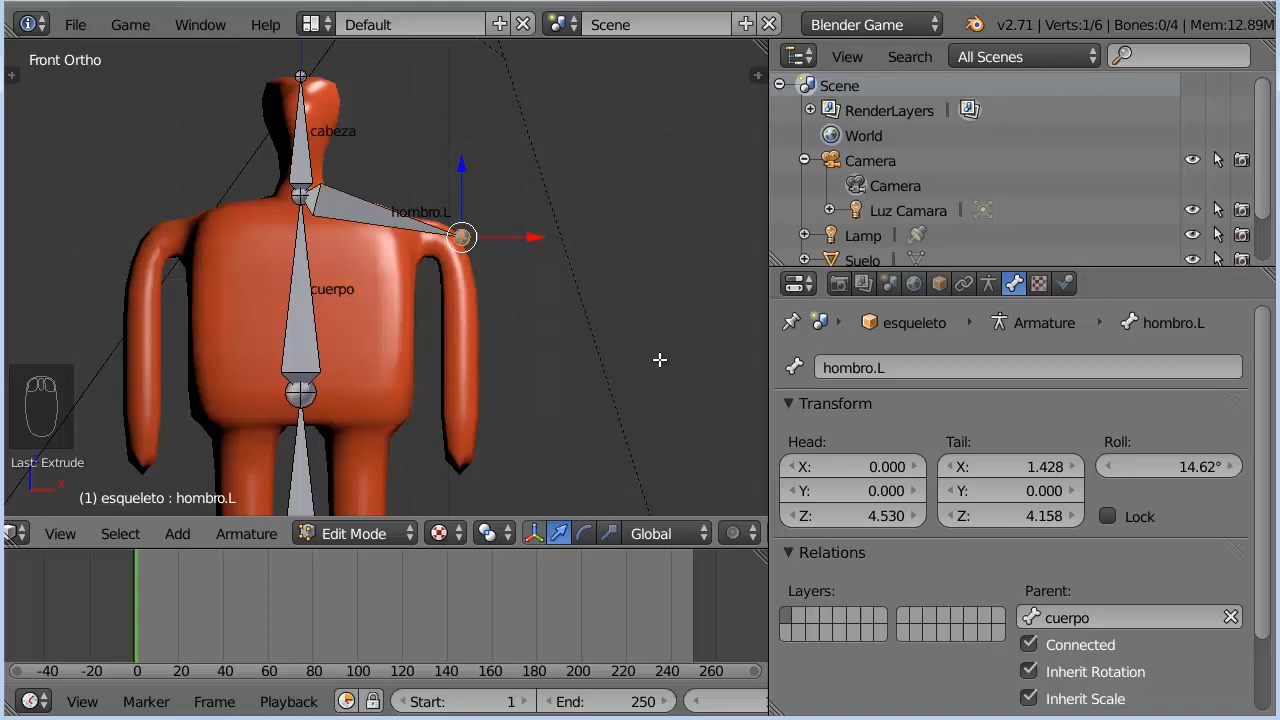 File Game Window Help Default Scene Blender Game v2.71 | Verts:1/6 | Bones:0/4 | Mem:12.89M
Front Ortho
cabeza
hombro.L
cuerpo
Last: Extrude
x
(1) esqueleto : hombro.L
View Select Add Armature Edit Mode Global
-40 -20 0 20 40 60 80 100 120 140 160 180 200 220 240 260
View Marker Frame Playback Start: 1 End: 250
View Search All Scenes
Scene
RenderLayers |
World
Camera
Camera
Luz Camara |
Lamp
Suelo
esqueleto Armature hombro.L
hombro.L
Transform
Head: Tail: Roll:
X: 0.000 X: 1.428 14.62°
Y: 0.000 Y: 0.000
Z: 4.530 Z: 4.158 Lock
Relations
Layers: Parent:
cuerpo
Connected
Inherit Rotation
Inherit Scale